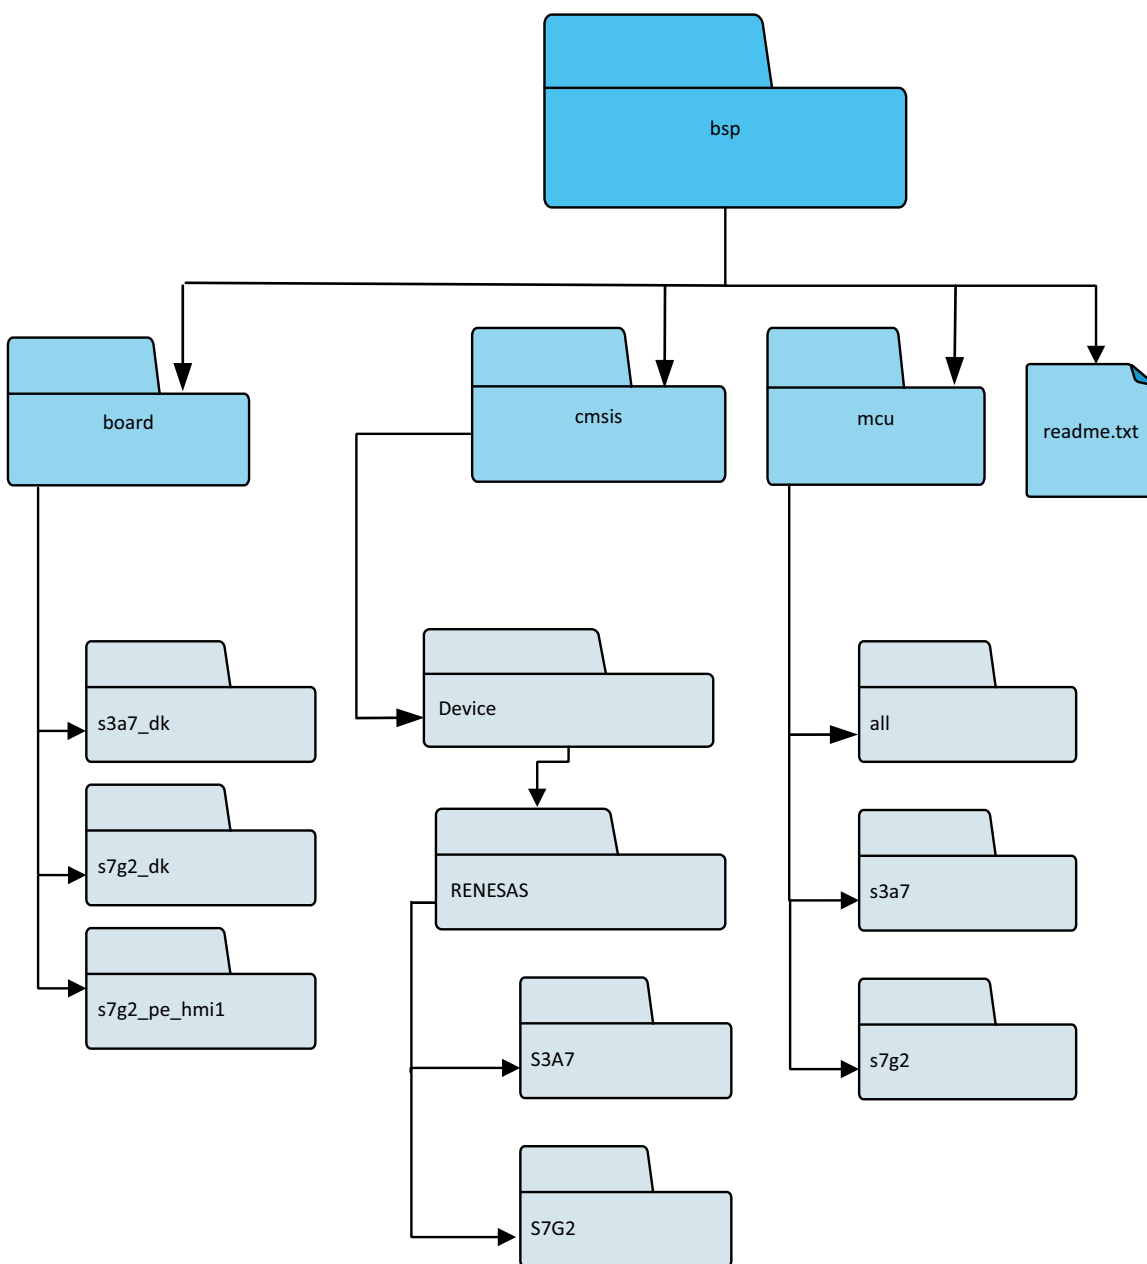 bsp
board
cmsis
mcu
readme.txt
s3a7_dk
s7g2_dk
s7g2_pe_hmi1
Device
RENESAS
S3A7
S7G2
all
s3a7
s7g2